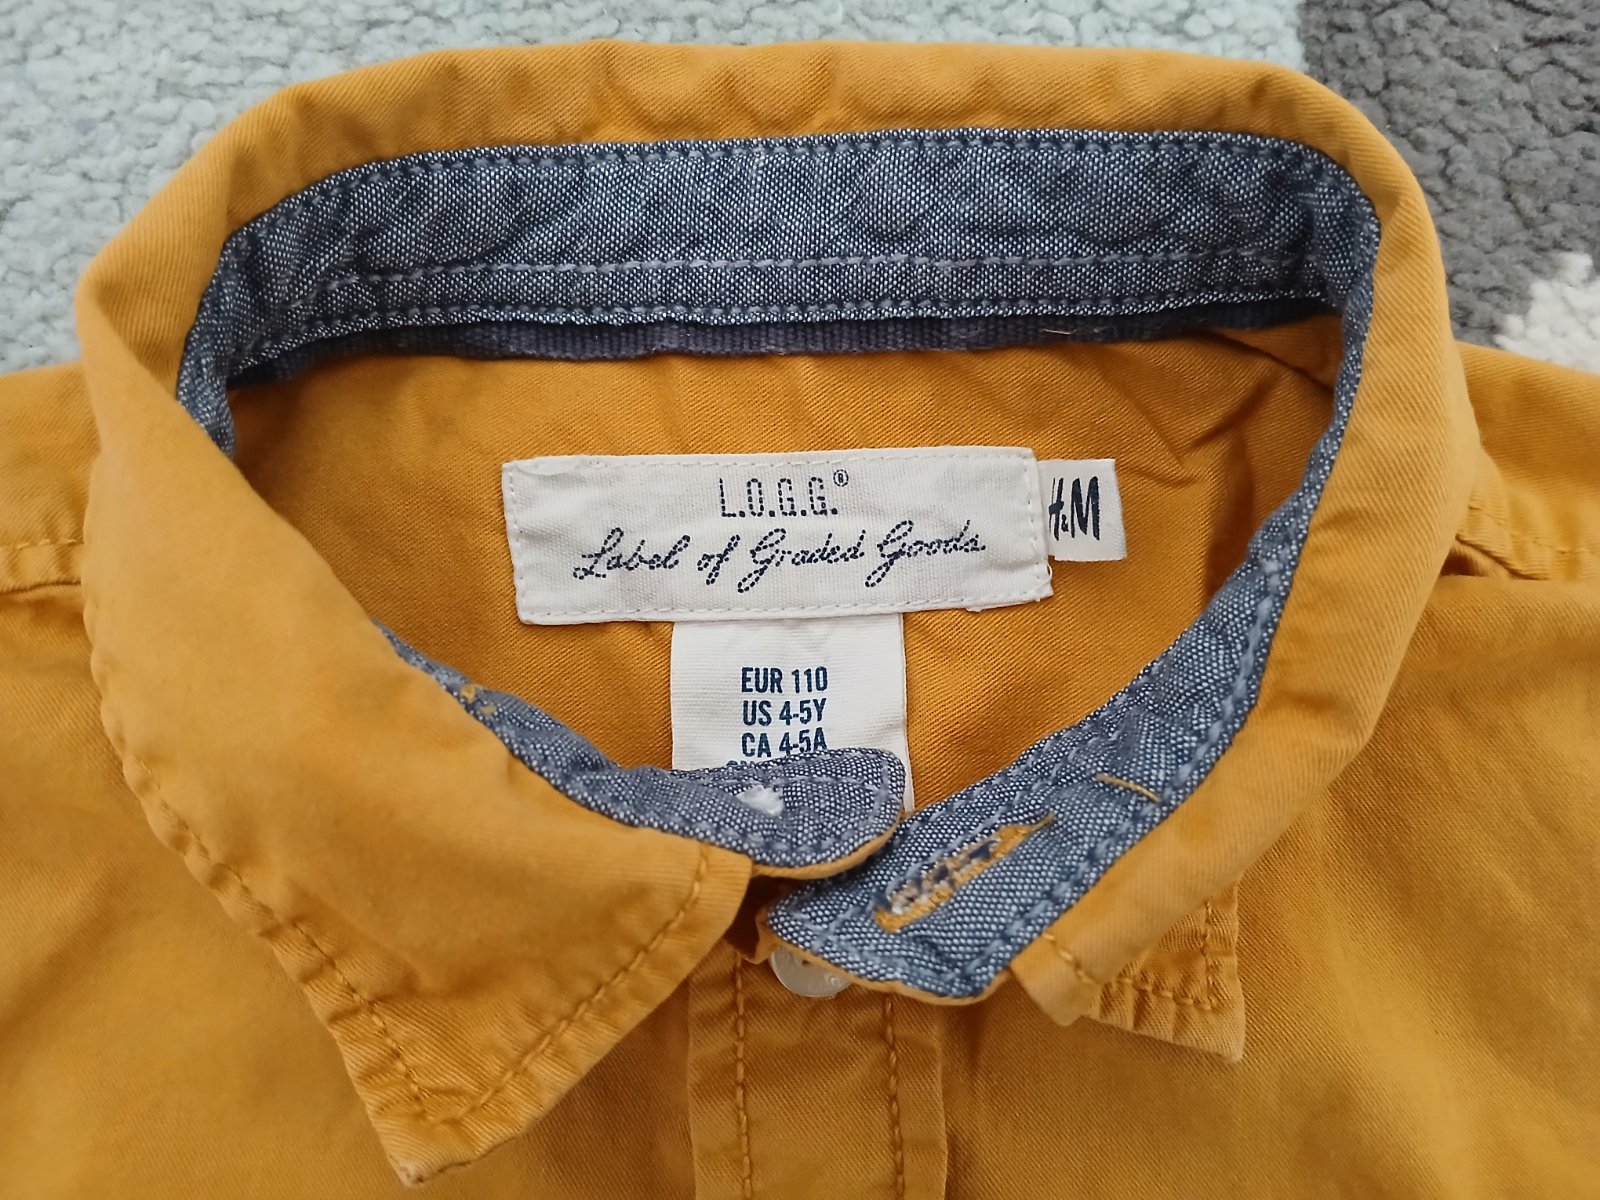 L.O.G.G.®
Label of Graded Goods
H&M
EUR 110
US 4-5Y
CA 4-5A